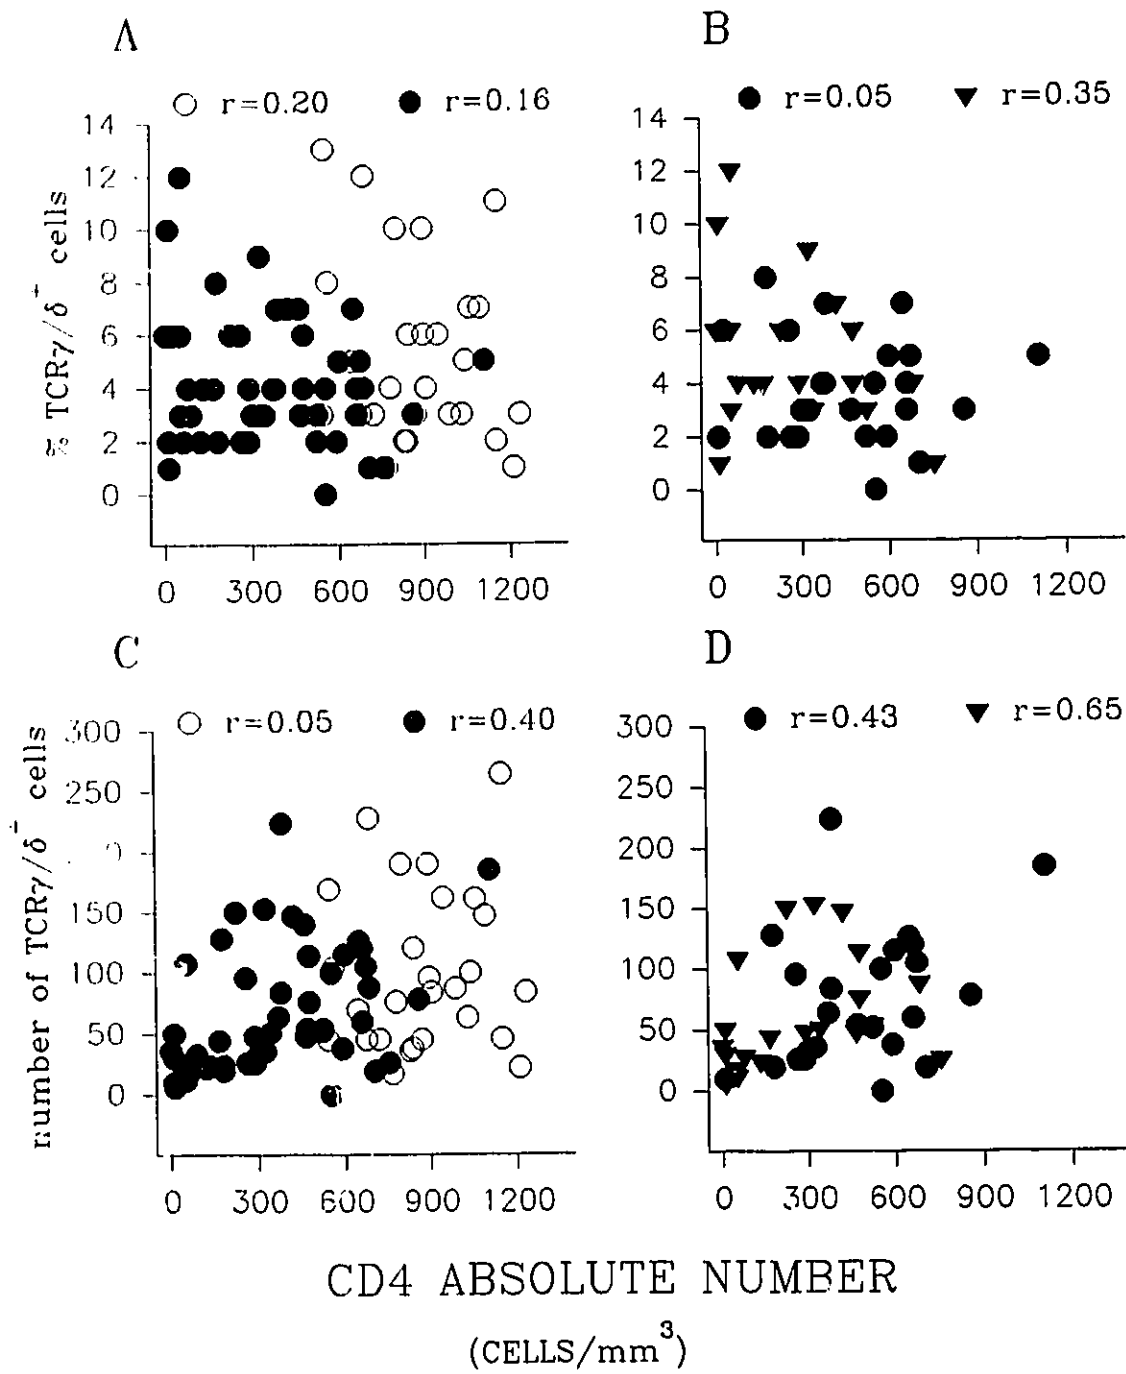 A B
r=0.20 r=0.16 r=0.05 r=0.35
% TCRγ/δ+ cells
14 14
12 12
10 10
8 8
6 6
4 4
2 2
0 0
0 300 600 900 1200 0 300 600 900 1200
C D
r=0.05 r=0.40 r=0.43 r=0.65
number of TCRγ/δ+ cells
300 300
250 250
0 200
150 150
100 100
50 50
0 0
0 300 600 900 1200 0 300 600 900 1200
CD4 ABSOLUTE NUMBER
(CELLS/mm³)